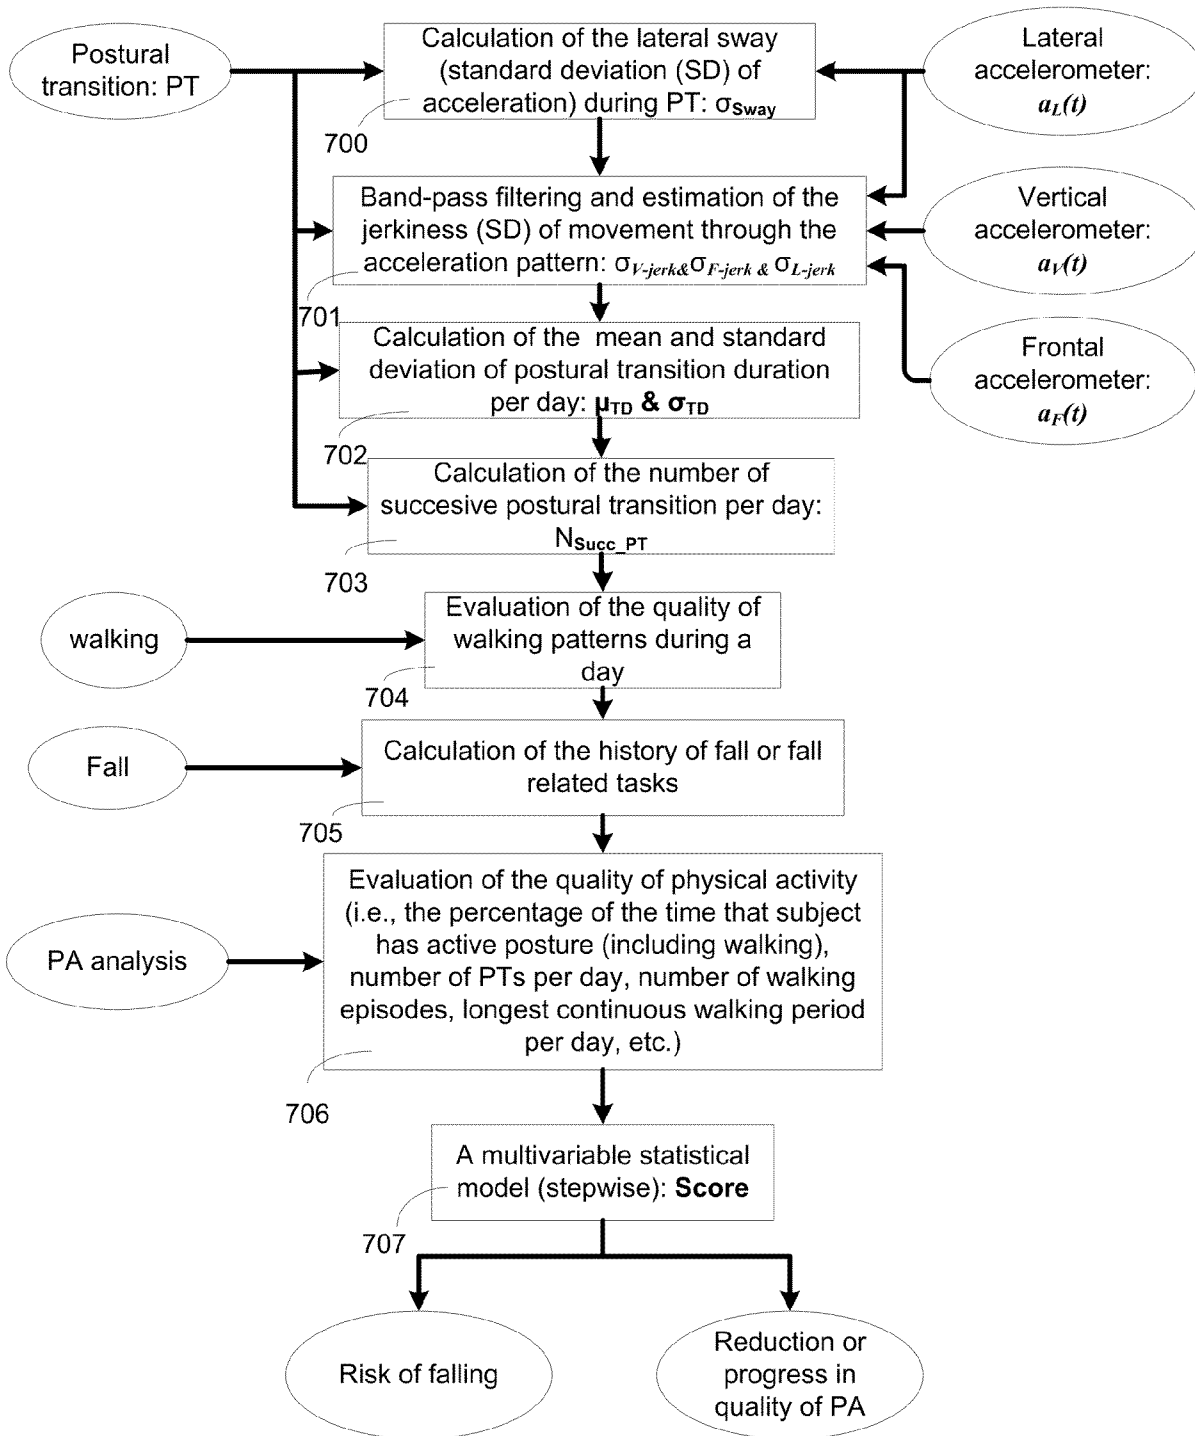 Postural
transition: PT
Calculation of the lateral sway
(standard deviation (SD) of
acceleration) during PT: σSway
700
Lateral
accelerometer:
aL(t)
Band-pass filtering and estimation of the
jerkiness (SD) of movement through the
acceleration pattern: σV-jerk&σF-jerk & σL-jerk
701
Vertical
accelerometer:
aV(t)
Calculation of the mean and standard
deviation of postural transition duration
per day: μTD & σTD
702
Frontal
accelerometer:
aF(t)
Calculation of the number of
succesive postural transition per day:
NSucc_PT
703
walking
Evaluation of the quality of
walking patterns during a
day
704
Fall
Calculation of the history of fall or fall
related tasks
705
PA analysis
Evaluation of the quality of physical activity
(i.e., the percentage of the time that subject
has active posture (including walking),
number of PTs per day, number of walking
episodes, longest continuous walking period
per day, etc.)
706
A multivariable statistical
model (stepwise): Score
707
Risk of falling
Reduction or
progress in
quality of PA